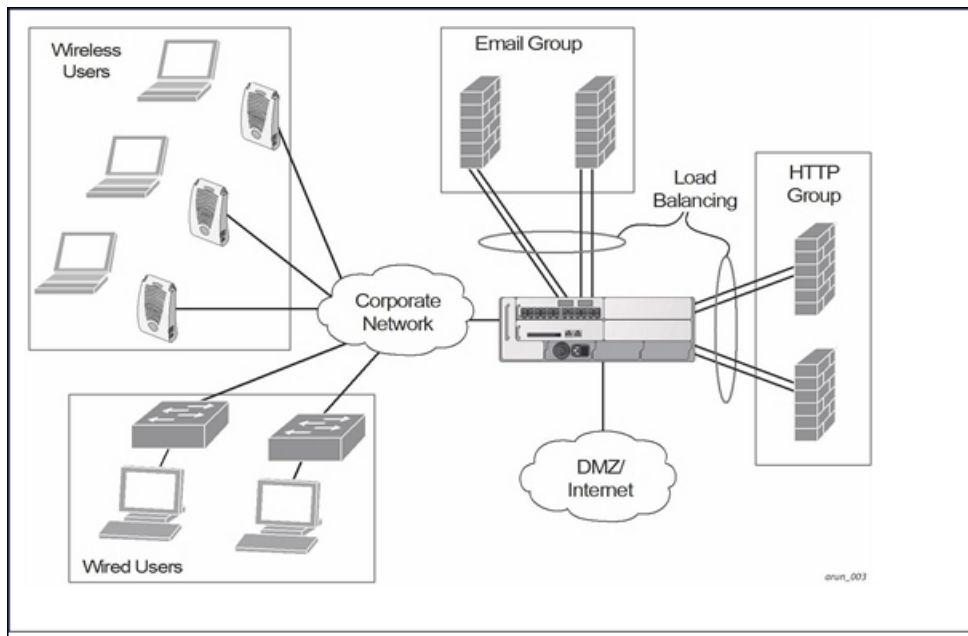 Wireless
Users
Email Group
Load
Balancing
HTTP
Group
Corporate
Network
DMZ/
Internet
Wired Users
arun_003